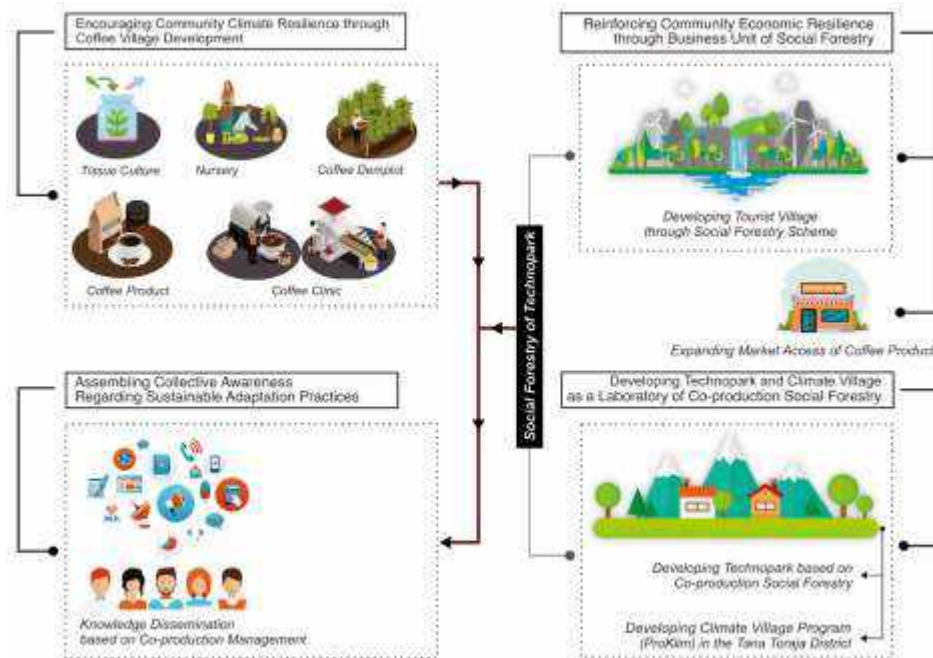 Encouraging Community Climate Resilience through
Coffee Village Development
Tissue Culture
Nursery
Coffee Demplot
Coffee Product
Coffee Clinic
Assembling Collective Awareness
Regarding Sustainable Adaptation Practices
Knowledge Dissemination
based on Co-production Management
Social Forestry of Technopark
Reinforcing Community Economic Resilience
through Business Unit of Social Forestry
Developing Tourist Village
through Social Forestry Scheme
Expanding Market Access of Coffee Product
Developing Technopark and Climate Village
as a Laboratory of Co-production Social Forestry
Developing Technopark based on
Co-production Social Forestry
Developing Climate Village Program
(ProKlim) in the Tana Toraja District